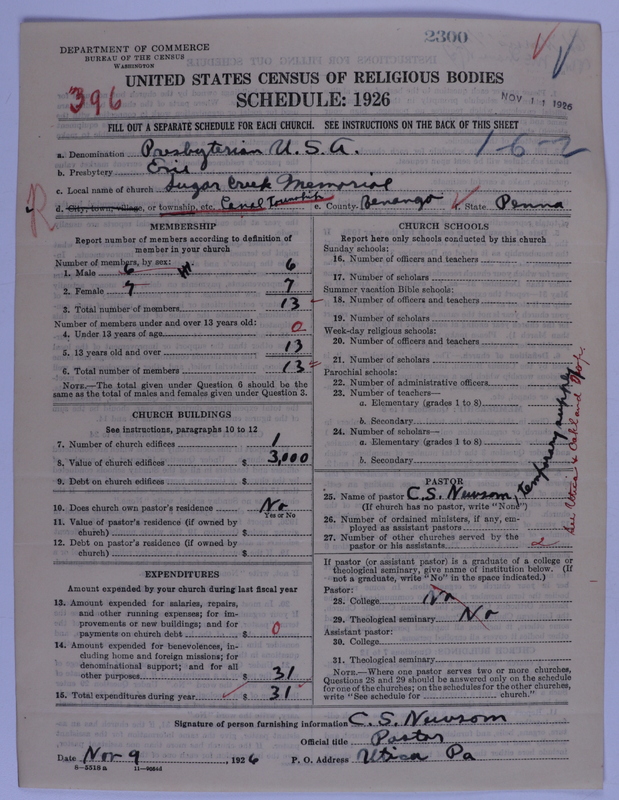 2300
DEPARTMENT OF COMMERCE
BUREAU OF THE CENSUS
WASHINGTON
UNITED STATES CENSUS OF RELIGIOUS BODIES
SCHEDULE: 1926
396
NOV 11 1926
FILL OUT A SEPARATE SCHEDULE FOR EACH CHURCH. SEE INSTRUCTIONS ON THE BACK OF THIS SHEET
1-6-2
a. Denomination Presbyterian U.S.A.
b. Presbytery Erie
c. Local name of church Sugar Creek Memorial
d. City, town, village, or township, etc. Canal Township e. County Venango f. State Penna
R
MEMBERSHIP
Report number of members according to definition of member in your church
Number of members, by sex:
1. Male 6 6
2. Female 7 7
3. Total number of members 13
Number of members under and over 13 years old:
4. Under 13 years of age 0
5. 13 years old and over 13
6. Total number of members 13
NOTE.—The total given under Question 6 should be the same as the total of males and females given under Question 3.
CHURCH BUILDINGS
See instructions, paragraphs 10 to 12
7. Number of church edifices 1
8. Value of church edifices $ 3,000
9. Debt on church edifices $
10. Does church own pastor's residence No
Yes or No
11. Value of pastor's residence (if owned by church) $
12. Debt on pastor's residence (if owned by church) $
EXPENDITURES
Amount expended by your church during last fiscal year
13. Amount expended for salaries, repairs, and other running expenses; for improvements or new buildings; and for payments on church debt $ 0
14. Amount expended for benevolences, including home and foreign missions; for denominational support; and for all other purposes $ 31
15. Total expenditures during year $ 31
CHURCH SCHOOLS
Report here only schools conducted by this church
Sunday schools:
16. Number of officers and teachers
17. Number of scholars
Summer vacation Bible schools:
18. Number of officers and teachers
19. Number of scholars
Week-day religious schools:
20. Number of officers and teachers
21. Number of scholars
Parochial schools:
22. Number of administrative officers
23. Number of teachers—
a. Elementary (grades 1 to 8)
b. Secondary
24. Number of scholars—
a. Elementary (grades 1 to 8)
b. Secondary
PASTOR
25. Name of pastor C.S. Newsom, temporary supply
(If church has no pastor, write "None")
26. Number of ordained ministers, if any, employed as assistant pastors
27. Number of other churches served by the pastor or his assistants 2
See Utica & Oakland
If pastor (or assistant pastor) is a graduate of a college or theological seminary, give name of institution below. (If not a graduate, write "No" in the space indicated.)
Pastor:
28. College No
29. Theological seminary No
Assistant pastor:
30. College
31. Theological seminary
NOTE.—Where one pastor serves two or more churches, Questions 28 and 29 should be answered only on the schedule for one of the churches; on the schedules for the other churches, write "See schedule for ____ church."
Signature of person furnishing information C. S. Newsom
Official title Pastor
Date Nov 9, 1926 P. O. Address Utica Pa
8-5518a